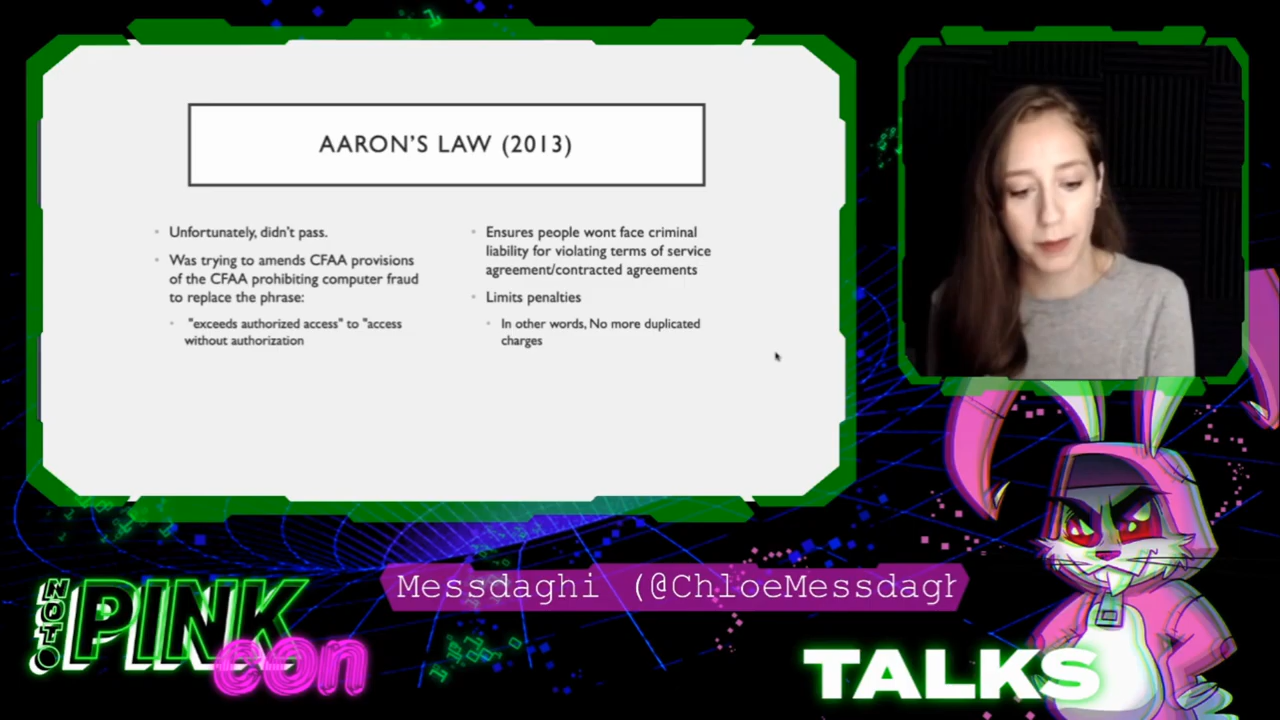 AARON'S LAW (2013)
Unfortunately, didn't pass.
Was trying to amends CFAA provisions
of the CFAA prohibiting computer fraud
to replace the phrase:
"exceeds authorized access" to "access
without authorization
Ensures people wont face criminal
liability for violating terms of service
agreement/contracted agreements
Limits penalties
In other words, No more duplicated
charges
Messdaghi (@ChloeMessdagh
NOT
PINK
con
TALKS